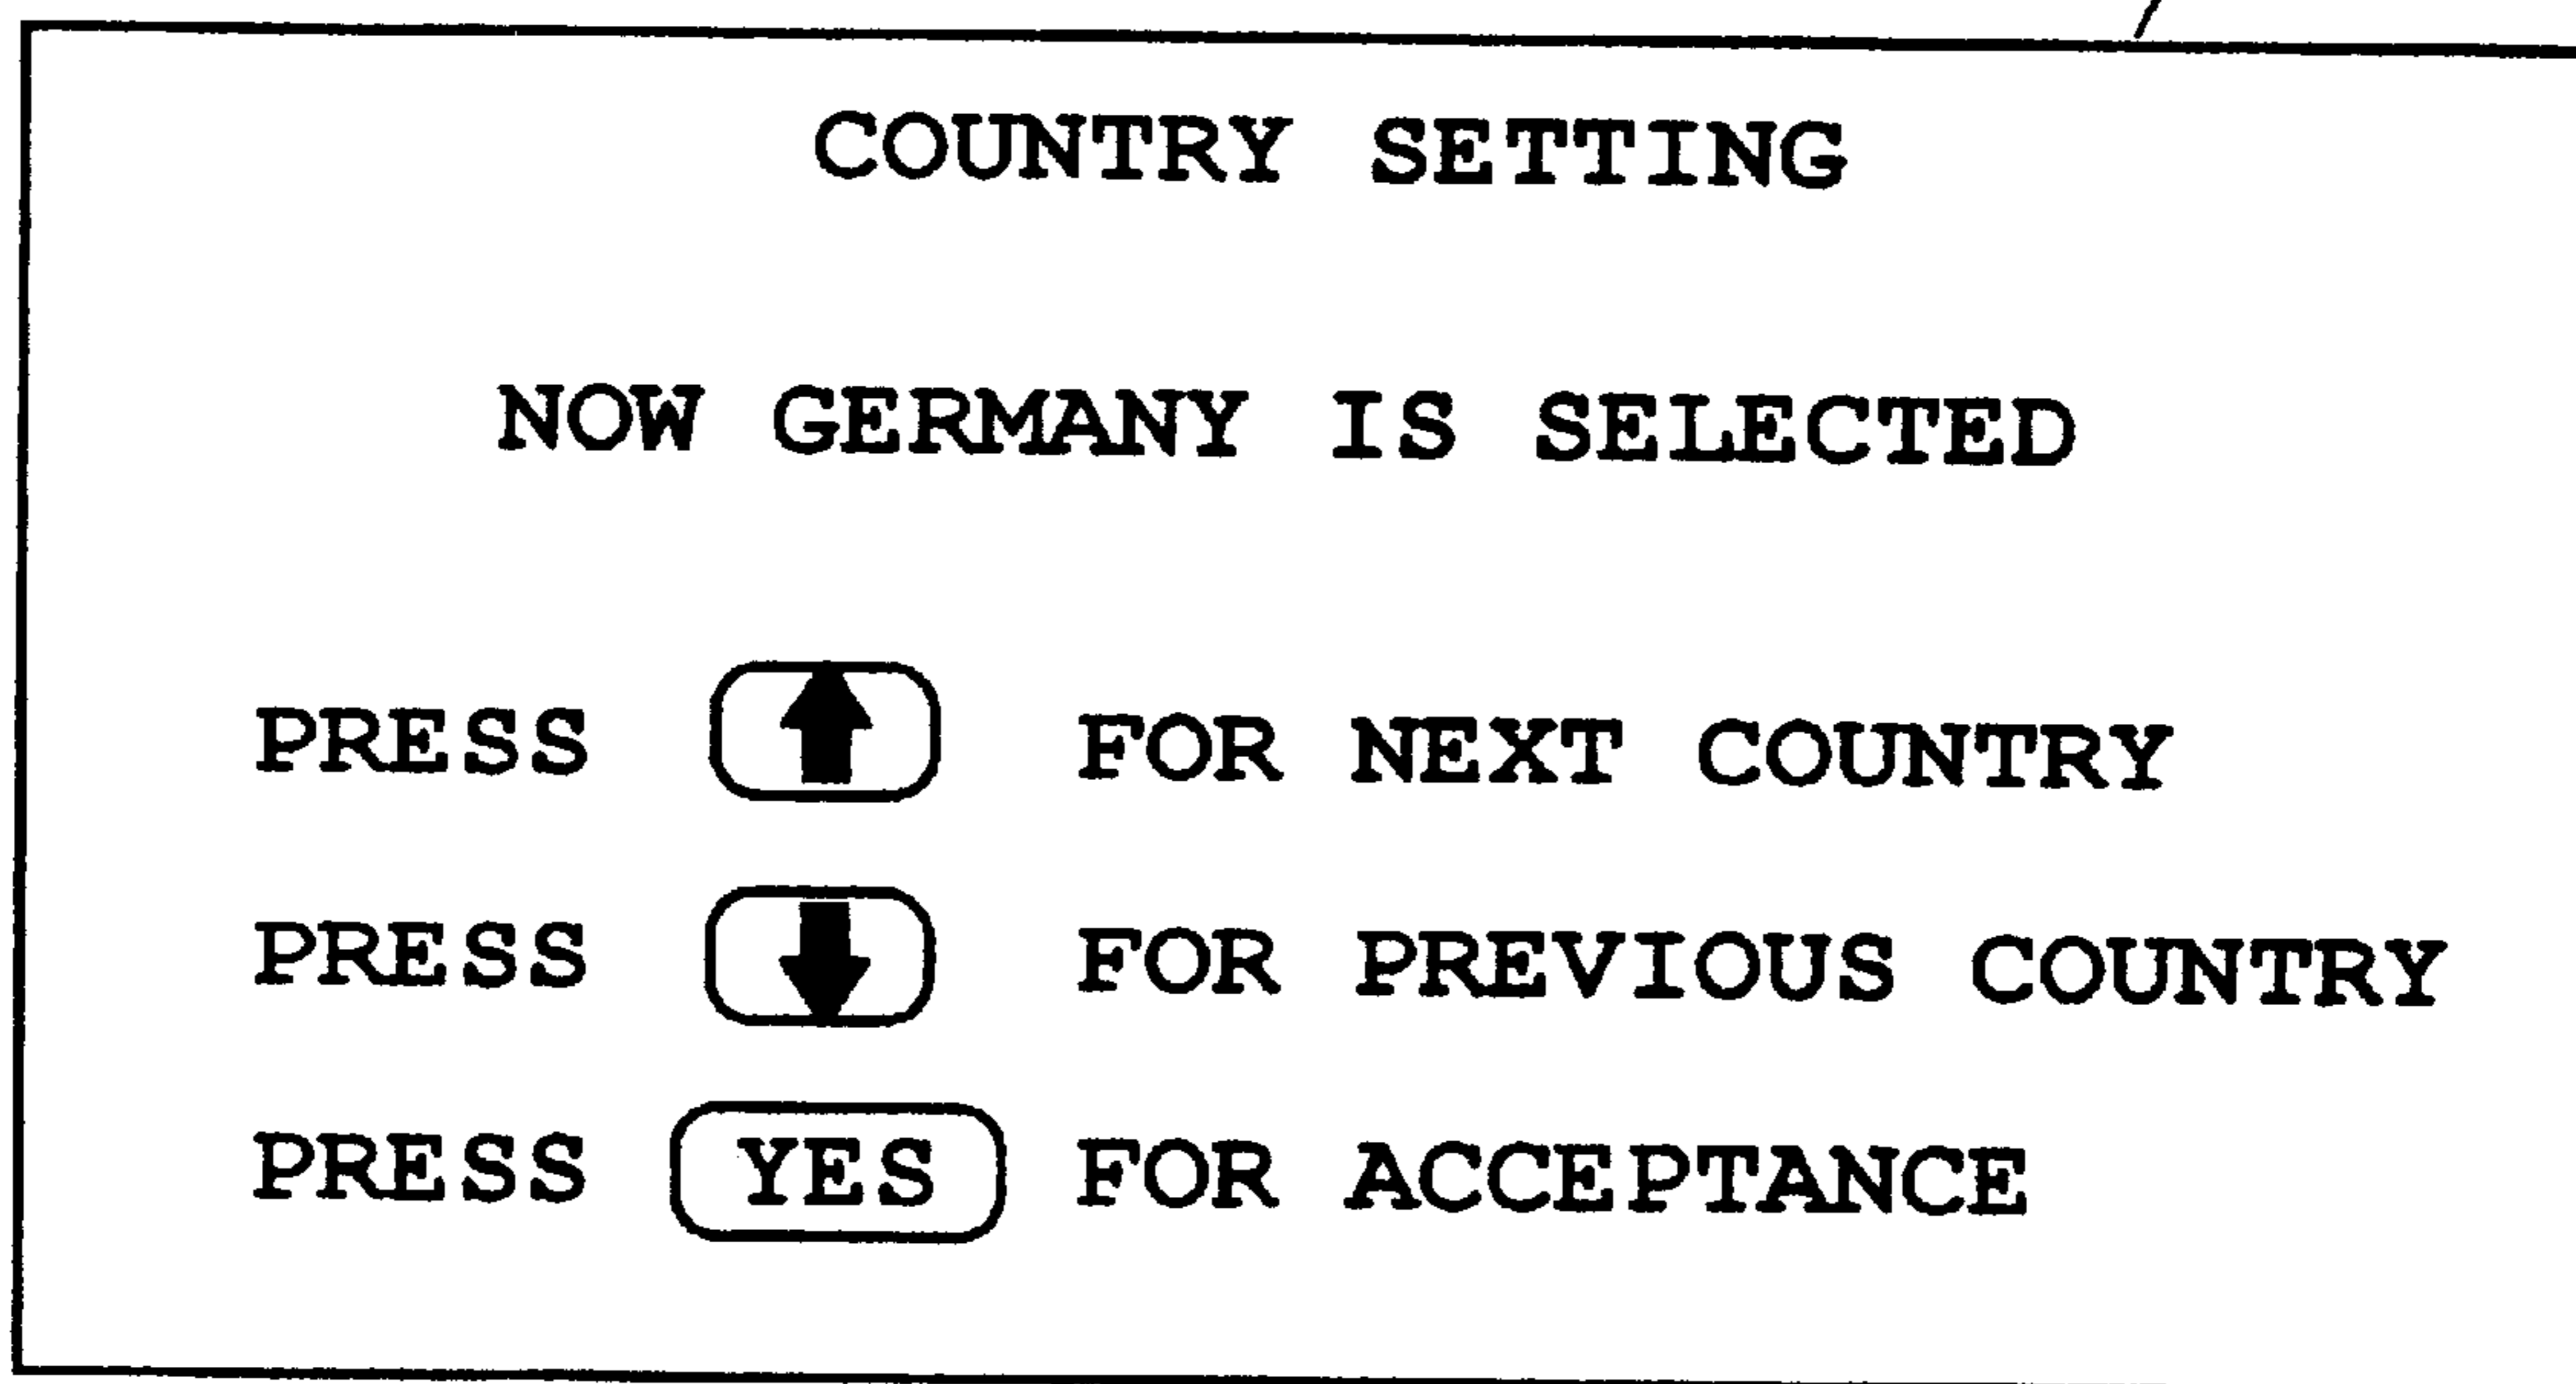 COUNTRY SETTING
NOW GERMANY IS SELECTED
PRESS ↑ FOR NEXT COUNTRY
PRESS ↓ FOR PREVIOUS COUNTRY
PRESS YES FOR ACCEPTANCE